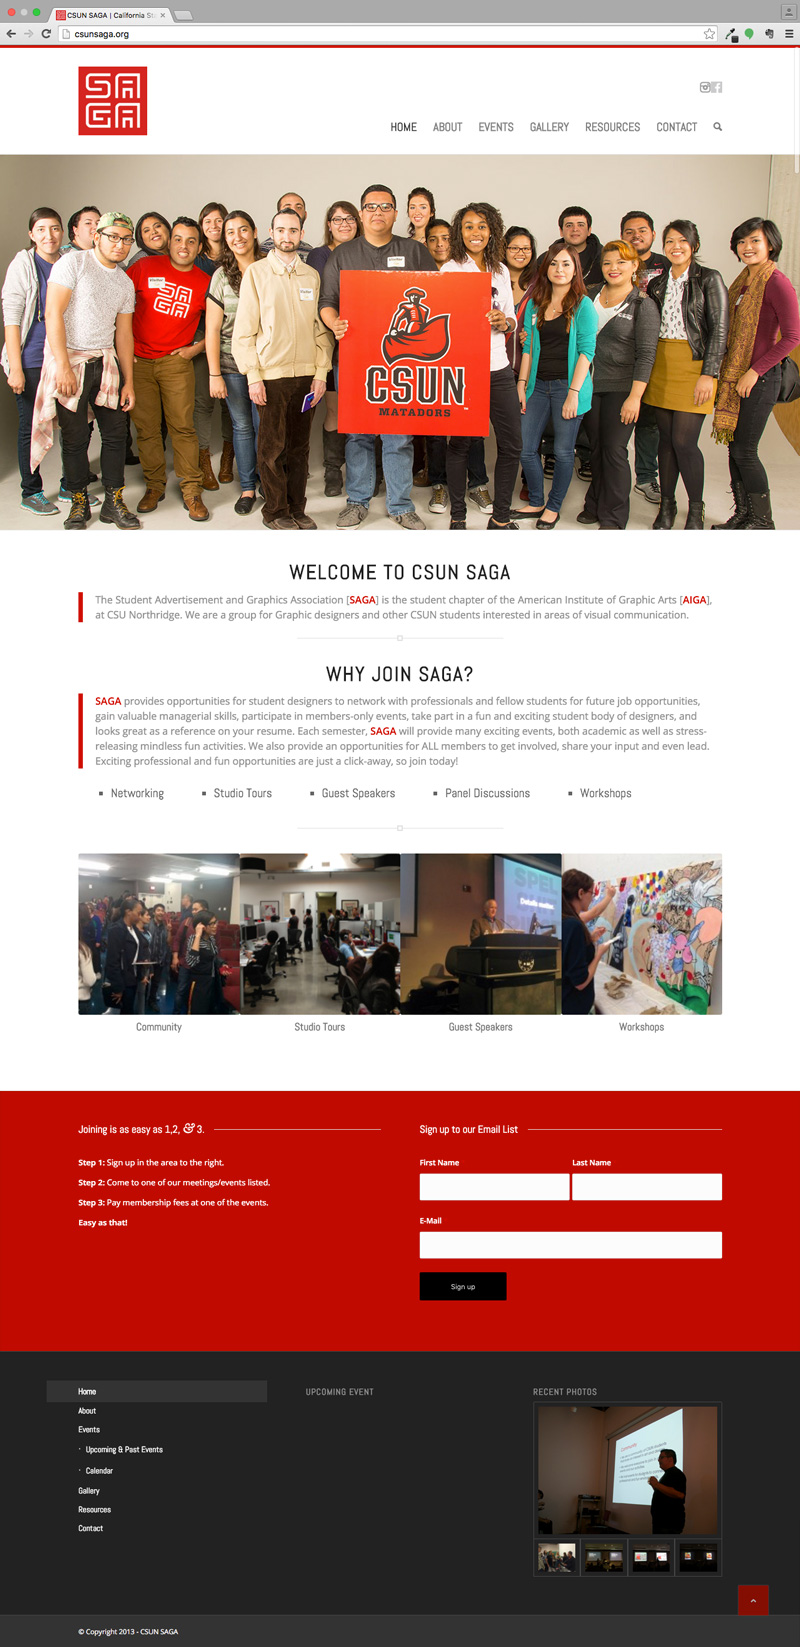 CSUN SAGA | California St
csunsaga.org
SAGA
HOME ABOUT EVENTS GALLERY RESOURCES CONTACT
SAGA
CSUN
MATADORS
WELCOME TO CSUN SAGA
The Student Advertisement and Graphics Association [SAGA] is the student chapter of the American Institute of Graphic Arts [AIGA],
at CSU Northridge. We are a group for Graphic designers and other CSUN students interested in areas of visual communication.
WHY JOIN SAGA?
SAGA provides opportunities for student designers to network with professionals and fellow students for future job opportunities,
gain valuable managerial skills, participate in members-only events, take part in a fun and exciting student body of designers, and
looks great as a reference on your resume. Each semester, SAGA will provide many exciting events, both academic as well as stress-
releasing mindless fun activities. We also provide an opportunities for ALL members to get involved, share your input and even lead.
Exciting professional and fun opportunities are just a click-away, so join today!
Networking Studio Tours Guest Speakers Panel Discussions Workshops
Details matter.
Community Studio Tours Guest Speakers Workshops
Joining is as easy as 1,2, & 3.
Step 1: Sign up in the area to the right.
Step 2: Come to one of our meetings/events listed.
Step 3: Pay membership fees at one of the events.
Easy as that!
Sign up to our Email List
First Name Last Name
E-Mail
Sign up
Home
About
Events
Upcoming & Past Events
Calendar
Gallery
Resources
Contact
UPCOMING EVENT
RECENT PHOTOS
© Copyright 2013 - CSUN SAGA